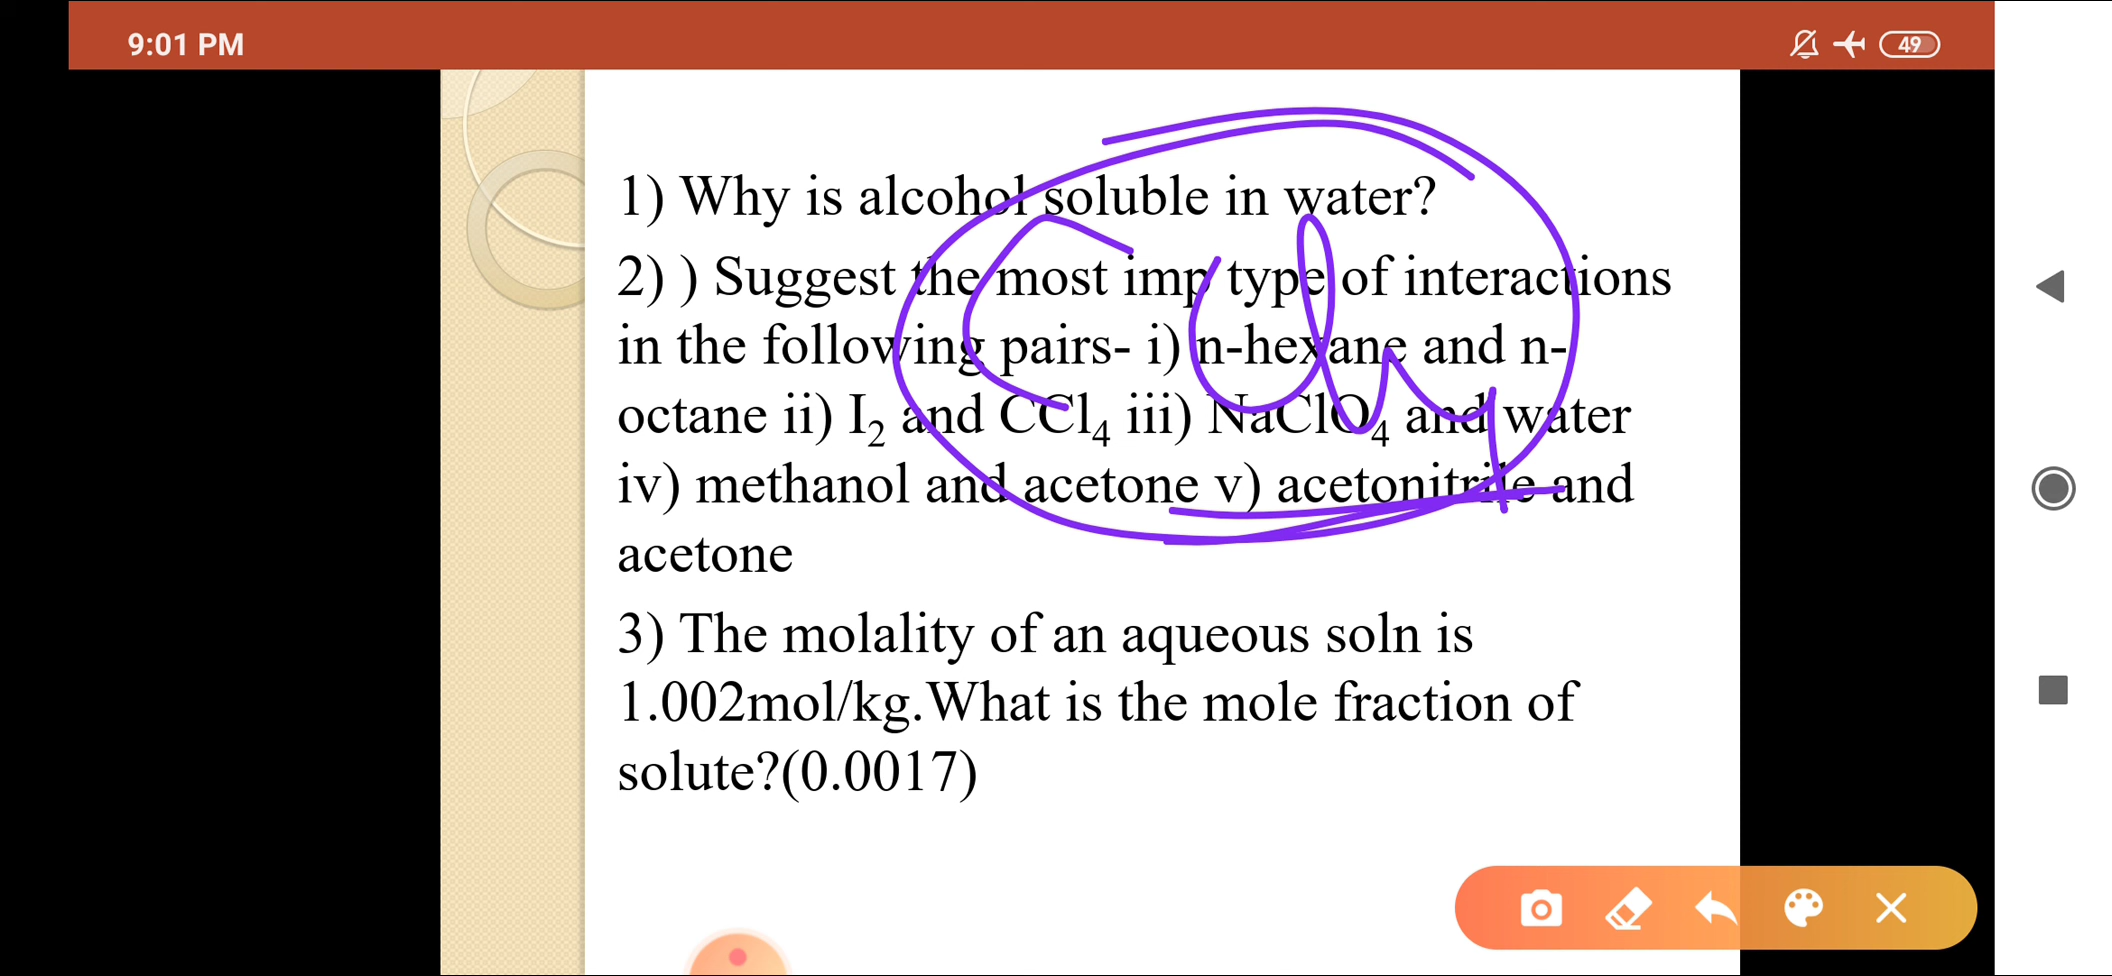 9:01 PM
49
1) Why is alcohol soluble in water?
2) ) Suggest the most imp type of interactions
in the following pairs- i) n-hexane and n-
octane ii) I₂ and CCl₄ iii) NaClO₄ and water
iv) methanol and acetone v) acetonitrile and
acetone
3) The molality of an aqueous soln is
1.002mol/kg.What is the mole fraction of
solute?(0.0017)